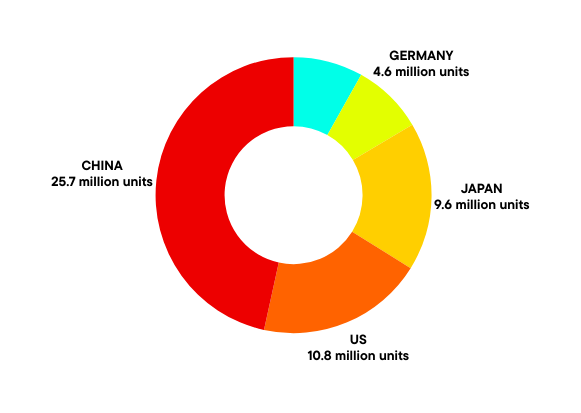 GERMANY
4.6 million units
CHINA
25.7 million units
JAPAN
9.6 million units
US
10.8 million units